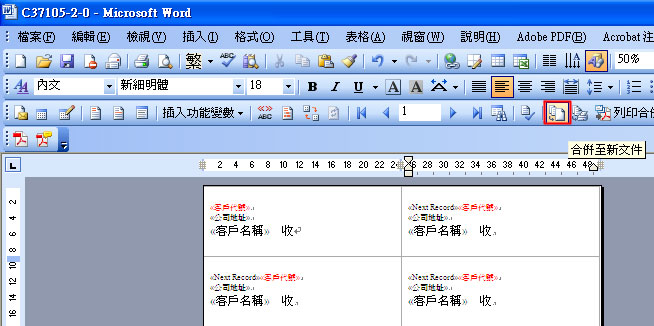 C37105-2-0 - Microsoft Word
檔案(F) 編輯(E) 檢視(V) 插入(I) 格式(O) 工具(T) 表格(A) 視窗(W) 說明(H) Adobe PDF(B) Acrobat 注
繁 ABC 50%
內文 新細明體 18 B I U A A
插入功能變數 ABC 1 列印合併
合併至新文件
L 2 4 6 8 10 12 14 16 18 20 22 2 26 28 30 32 34 36 38 40 42 44 46 48
«客戶代號» «Next Record»«客戶代號»
«公司地址» «公司地址»
«客戶名稱» 收 «客戶名稱» 收
«Next Record»«客戶代號» «Next Record»«客戶代號»
«公司地址» «公司地址»
«客戶名稱» 收 «客戶名稱» 收
2
4
6
8
10
12
14
16